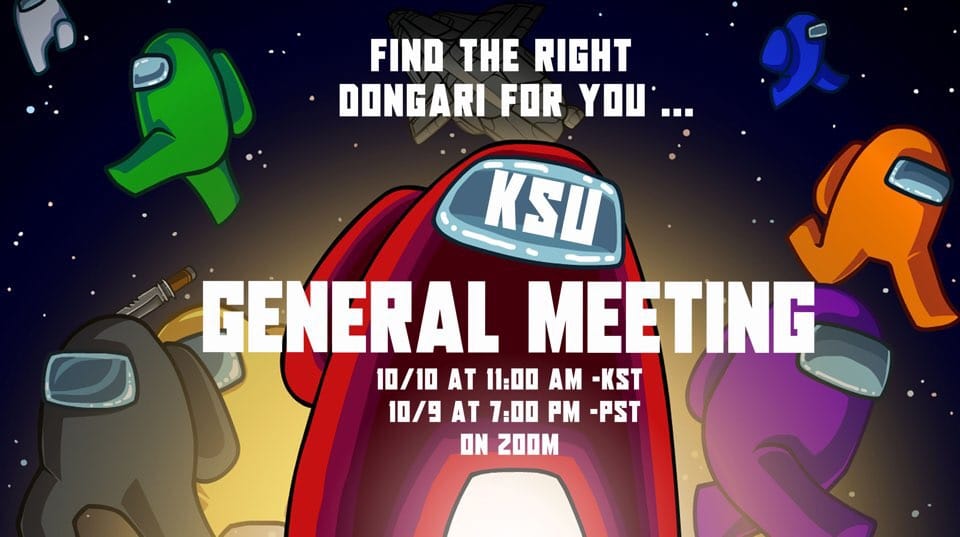 FIND THE RIGHT
DONGARI FOR YOU ...
KSU
GENERAL MEETING
10/10 AT 11:00 AM -KST
10/9 AT 7:00 PM -PST
ON ZOOM